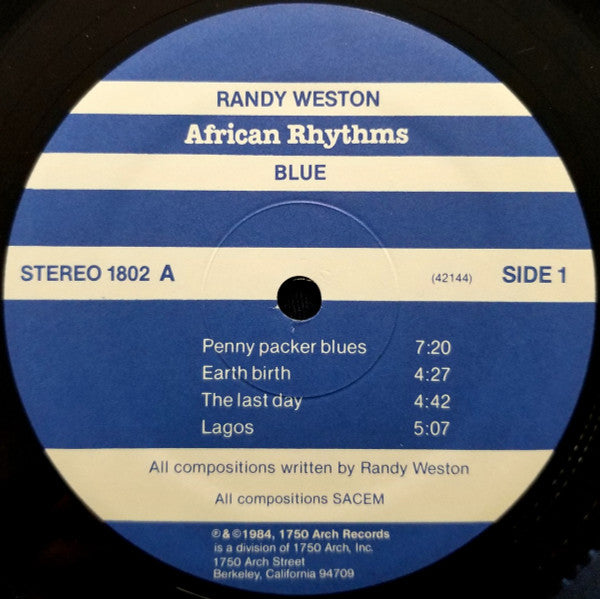 RANDY WESTON
African Rhythms
BLUE
STEREO 1802 A (42144) SIDE 1
Penny packer blues 7:20
Earth birth 4:27
The last day 4:42
Lagos 5:07
All compositions written by Randy Weston
All compositions SACEM
℗&©1984, 1750 Arch Records
is a division of 1750 Arch, Inc.
1750 Arch Street
Berkeley, California 94709